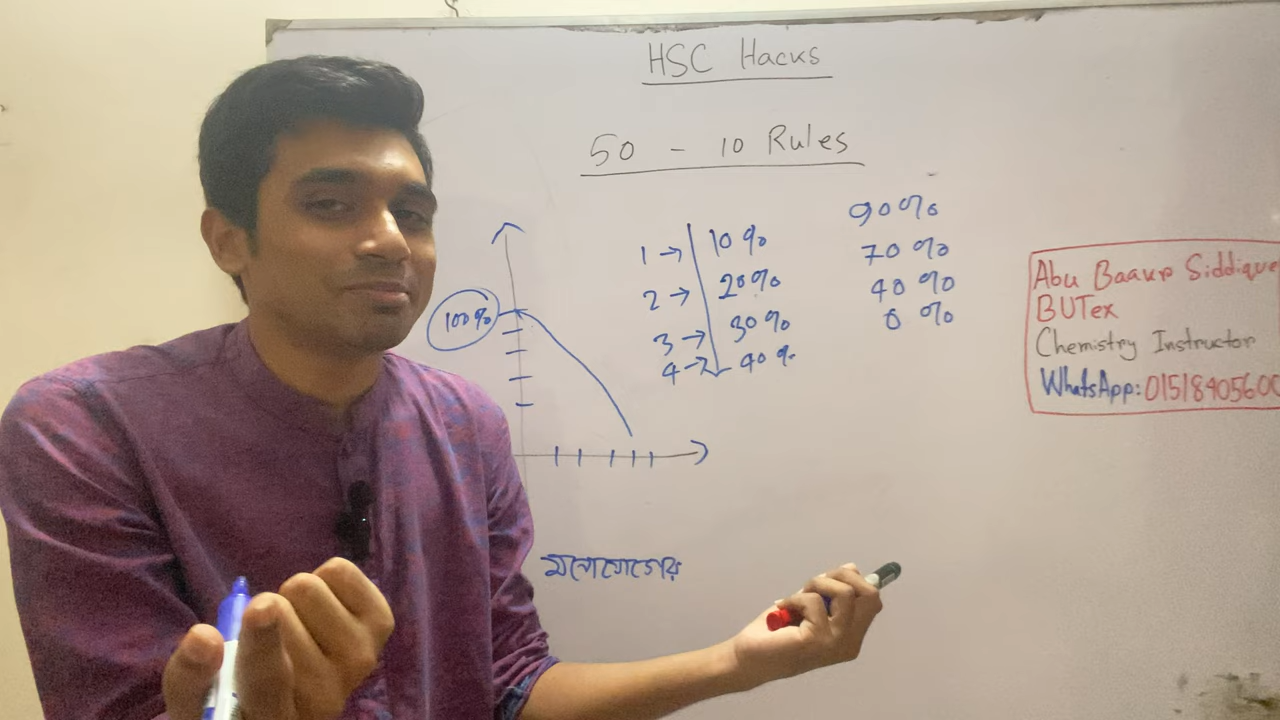 HSC Hacks
50 - 10 Rules
100%
1 → 10%
2 → 20%
3 → 30%
4 → 40%
90%
70%
40%
0%
মনোযোগের
Abu Baaur Siddique
BUTex
Chemistry Instructor
WhatsApp: 01518405600